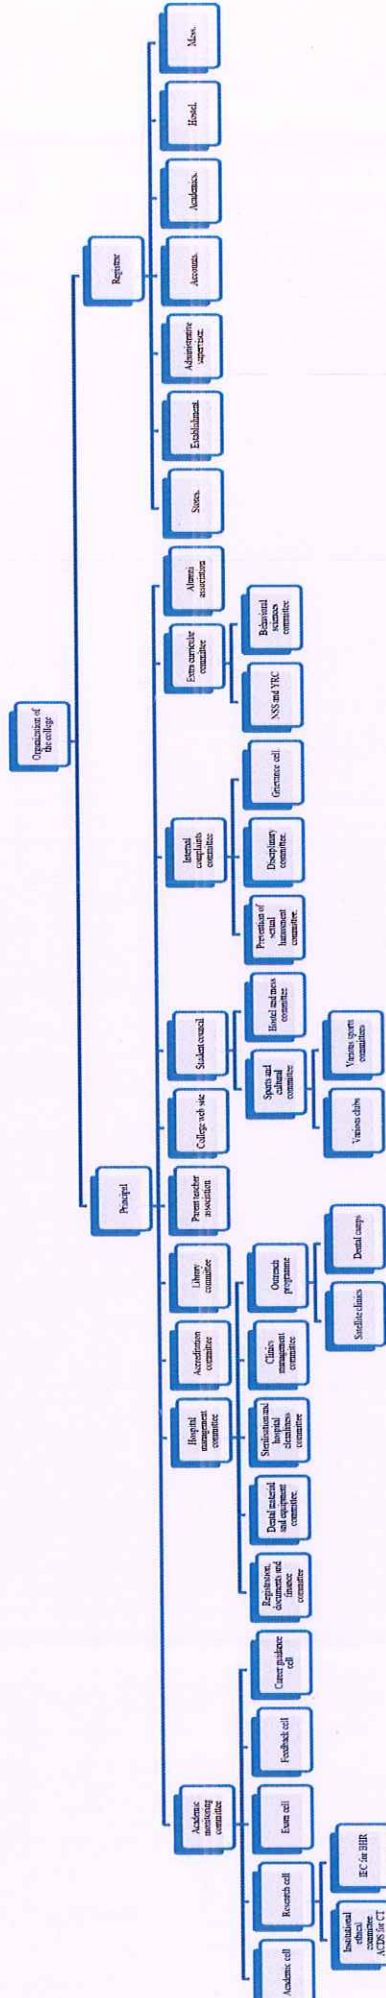 Organization of
the college
Principal
Registrar
Academic
monitoring
committee
Hospital
management
committee
Accreditation
committee
Library
committee
Parent teacher
association
College web site
Student council
Internal
complaints
committee
Extra curricular
committee
Alumni
association
Stores.
Establishment.
Administrative
supervisor.
Accounts.
Academics.
Hostel.
Mess.
Academic cell
Research cell
Exam cell
Feedback cell
Career guidance
cell
Registration,
documents and
finance
committee
Dental material
and equipment
committee.
Sterilisation and
hospital
cleanliness
committee
Clinics
management
committee
Outreach
programme
Sports and
cultural
committee
Hostel and mess
committee
Prevention of
sexual
harassment
committee.
Disciplinary
committee.
Grievance cell.
NSS and YRC
Behavioral
sciences
committee
Institutional
ethical
committee
ACDS for CT
IEC for BHR
Satellite clinics
Dental camps
Various clubs
Various sports
committees